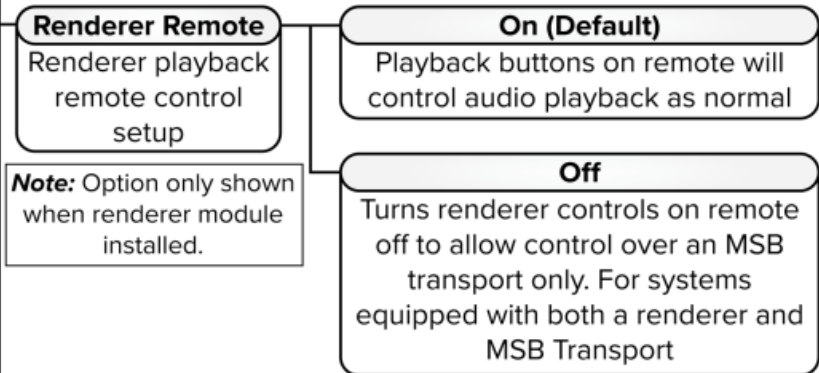 Renderer Remote
Renderer playback
remote control
setup
Note: Option only shown
when renderer module
installed.
On (Default)
Playback buttons on remote will
control audio playback as normal
Off
Turns renderer controls on remote
off to allow control over an MSB
transport only. For systems
equipped with both a renderer and
MSB Transport